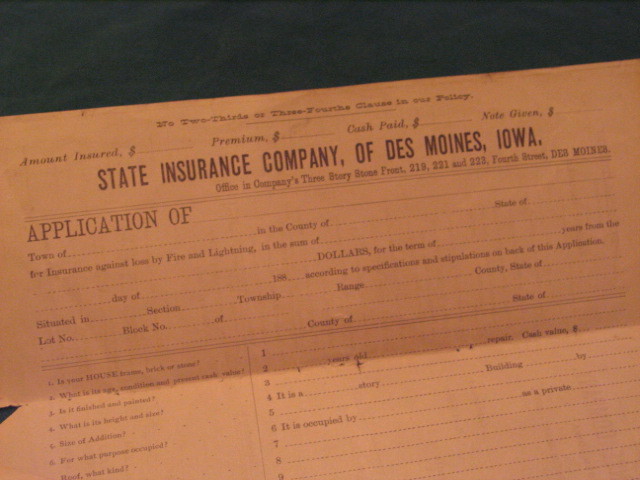 No Two-Thirds or Three-Fourths Clause in our Policy.
Amount Insured, $ Premium, $ Cash Paid, $ Note Given, $
STATE INSURANCE COMPANY, OF DES MOINES, IOWA,
Office in Company's Three Story Stone Front, 219, 221 and 223, Fourth Street, DES MOINES.
APPLICATION OF
Town of in the County of State of
for Insurance against loss by Fire and Lightning, in the sum of DOLLARS, for the term of years from the
day of 188 according to specifications and stipulations on back of this Application.
Situated in Section Township Range County, State of
Lot No. Block No. of County of State of
1. Is your HOUSE frame, brick or stone?
2. What is its age, condition and present cash value?
3. Is it finished and painted?
4. What is its height and size?
5. Size of Addition?
6. For what purpose occupied?
Roof, what kind?
1
2 years old repair. Cash value, $
3
4 It is a story Building by
5
6 It is occupied by as a private
7
8
9